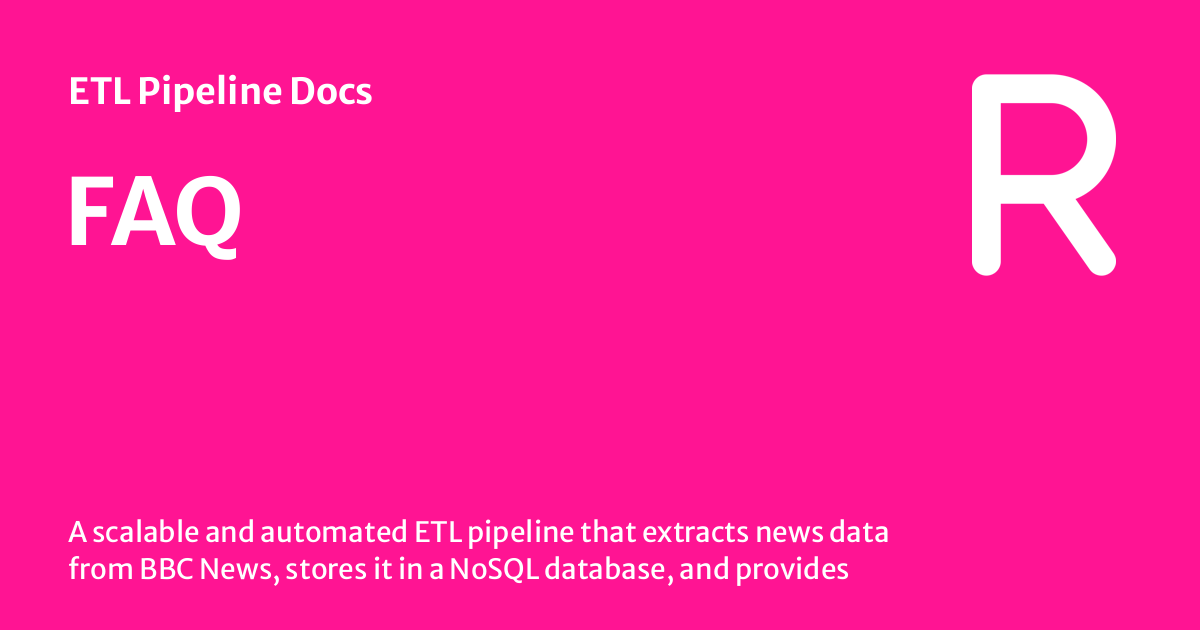 ETL Pipeline Docs
R
FAQ
A scalable and automated ETL pipeline that extracts news data
from BBC News, stores it in a NoSQL database, and provides